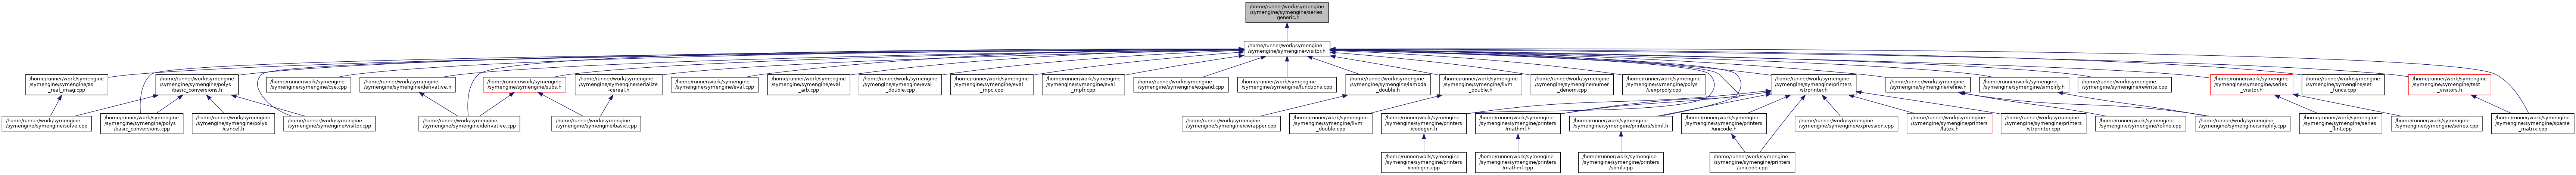 /home/runner/work/symengine
/symengine/symengine/series
_generic.h
/home/runner/work/symengine
/symengine/symengine/visitor.h
/home/runner/work/symengine
/symengine/symengine/as
_real_imag.cpp
/home/runner/work/symengine
/symengine/symengine/polys
/basic_conversions.h
/home/runner/work/symengine
/symengine/symengine/cse.cpp
/home/runner/work/symengine
/symengine/symengine/derivative.h
/home/runner/work/symengine
/symengine/symengine/subs.h
/home/runner/work/symengine
/symengine/symengine/serialize
-cereal.h
/home/runner/work/symengine
/symengine/symengine/eval.cpp
/home/runner/work/symengine
/symengine/symengine/eval
_arb.cpp
/home/runner/work/symengine
/symengine/symengine/eval
_double.cpp
/home/runner/work/symengine
/symengine/symengine/eval
_mpc.cpp
/home/runner/work/symengine
/symengine/symengine/eval
_mpfr.cpp
/home/runner/work/symengine
/symengine/symengine/expand.cpp
/home/runner/work/symengine
/symengine/symengine/functions.cpp
/home/runner/work/symengine
/symengine/symengine/lambda
_double.h
/home/runner/work/symengine
/symengine/symengine/llvm
_double.h
/home/runner/work/symengine
/symengine/symengine/numer
_denom.cpp
/home/runner/work/symengine
/symengine/symengine/polys
/uexprpoly.cpp
/home/runner/work/symengine
/symengine/symengine/printers
/strprinter.h
/home/runner/work/symengine
/symengine/symengine/refine.h
/home/runner/work/symengine
/symengine/symengine/simplify.h
/home/runner/work/symengine
/symengine/symengine/rewrite.cpp
/home/runner/work/symengine
/symengine/symengine/series
_visitor.h
/home/runner/work/symengine
/symengine/symengine/set
_funcs.cpp
/home/runner/work/symengine
/symengine/symengine/test
_visitors.h
/home/runner/work/symengine
/symengine/symengine/solve.cpp
/home/runner/work/symengine
/symengine/symengine/polys
/basic_conversions.cpp
/home/runner/work/symengine
/symengine/symengine/polys
/cancel.h
/home/runner/work/symengine
/symengine/symengine/visitor.cpp
/home/runner/work/symengine
/symengine/symengine/derivative.cpp
/home/runner/work/symengine
/symengine/symengine/basic.cpp
/home/runner/work/symengine
/symengine/symengine/cwrapper.cpp
/home/runner/work/symengine
/symengine/symengine/llvm
_double.cpp
/home/runner/work/symengine
/symengine/symengine/printers
/codegen.h
/home/runner/work/symengine
/symengine/symengine/printers
/mathml.h
/home/runner/work/symengine
/symengine/symengine/printers/sbml.h
/home/runner/work/symengine
/symengine/symengine/printers
/unicode.h
/home/runner/work/symengine
/symengine/symengine/expression.cpp
/home/runner/work/symengine
/symengine/symengine/printers
/latex.h
/home/runner/work/symengine
/symengine/symengine/printers
/strprinter.cpp
/home/runner/work/symengine
/symengine/symengine/refine.cpp
/home/runner/work/symengine
/symengine/symengine/simplify.cpp
/home/runner/work/symengine
/symengine/symengine/series
_flint.cpp
/home/runner/work/symengine
/symengine/symengine/series.cpp
/home/runner/work/symengine
/symengine/symengine/sparse
_matrix.cpp
/home/runner/work/symengine
/symengine/symengine/printers
/codegen.cpp
/home/runner/work/symengine
/symengine/symengine/printers
/mathml.cpp
/home/runner/work/symengine
/symengine/symengine/printers
/sbml.cpp
/home/runner/work/symengine
/symengine/symengine/printers
/unicode.cpp